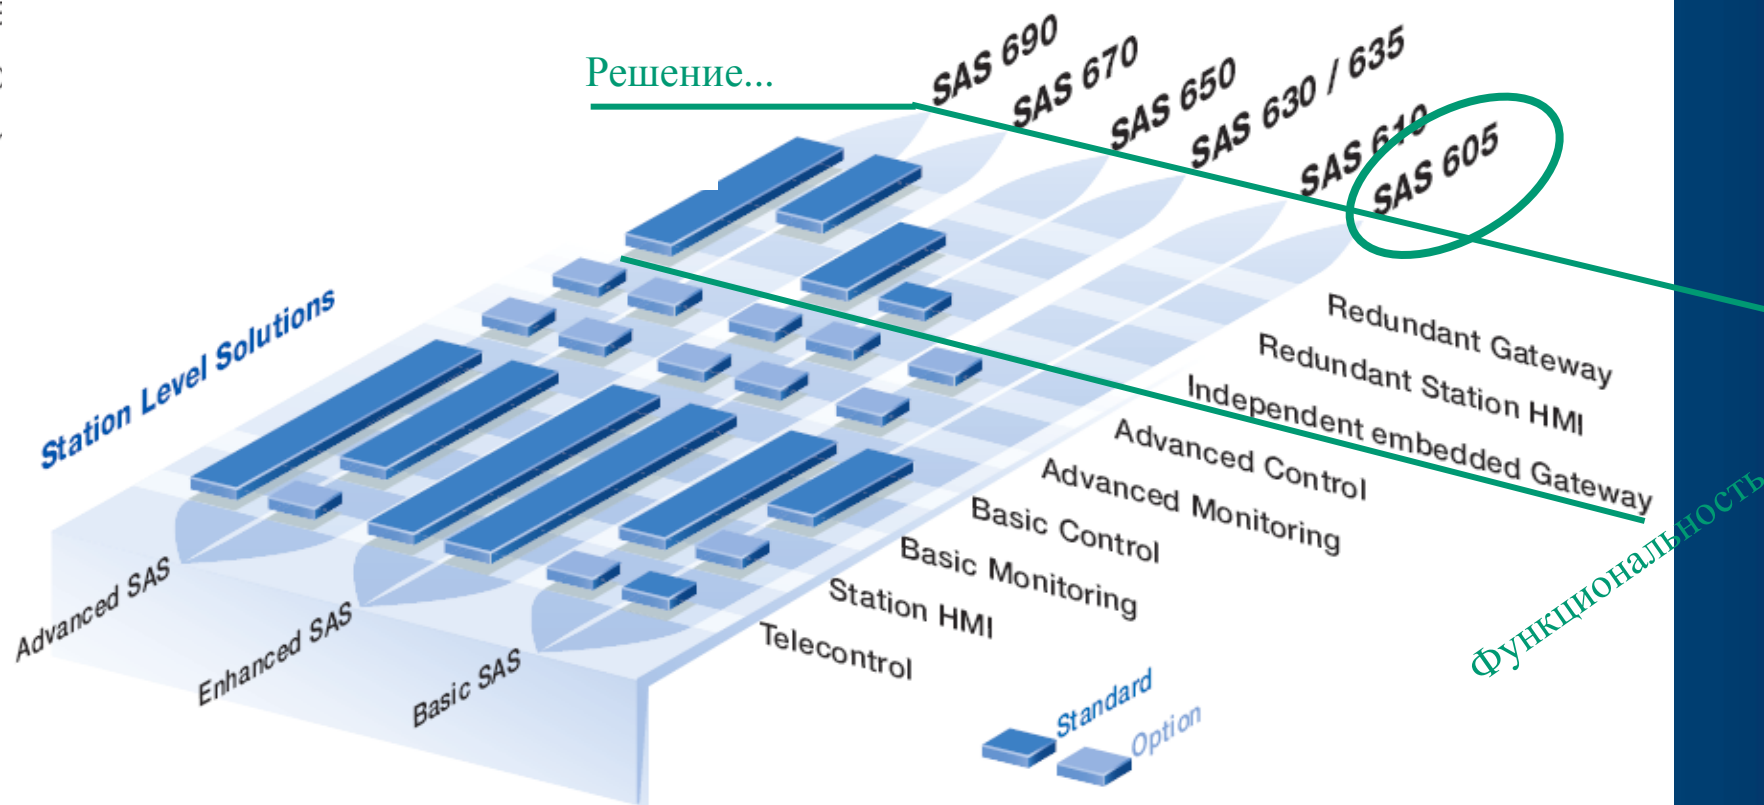 Решение...
SAS 690
SAS 670
SAS 650
SAS 630 / 635
SAS 610
SAS 605
Station Level Solutions
Redundant Gateway
Redundant Station HMI
Independent embedded Gateway
Advanced Control
Advanced Monitoring
Basic Control
Basic Monitoring
Station HMI
Telecontrol
Advanced SAS
Enhanced SAS
Basic SAS
Функциональность
Standard
Option